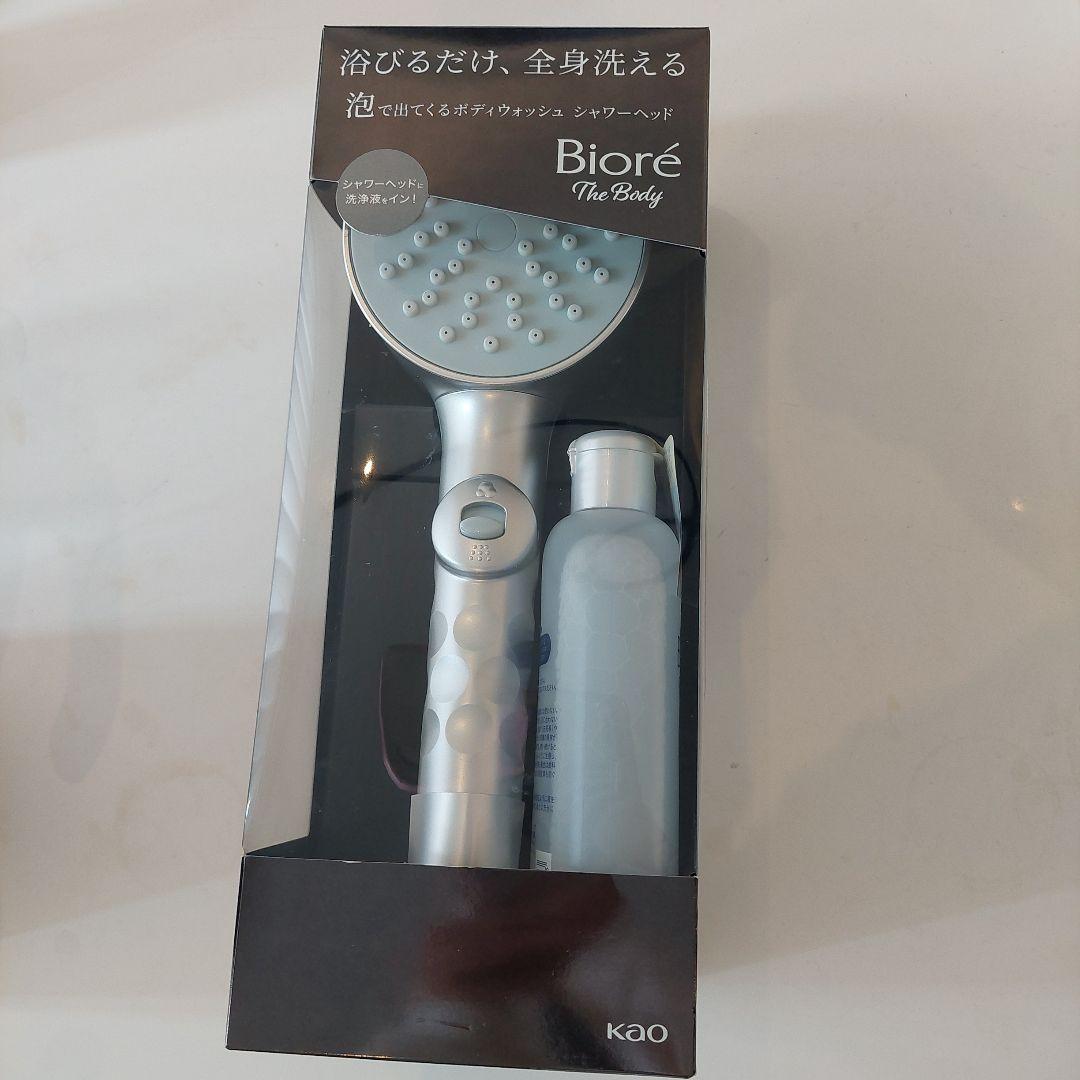 浴びるだけ、全身洗える
泡で出てくるボディウォッシュ シャワーヘッド
Bioré
The Body
シャワーヘッドに
洗浄液をイン!
Kao